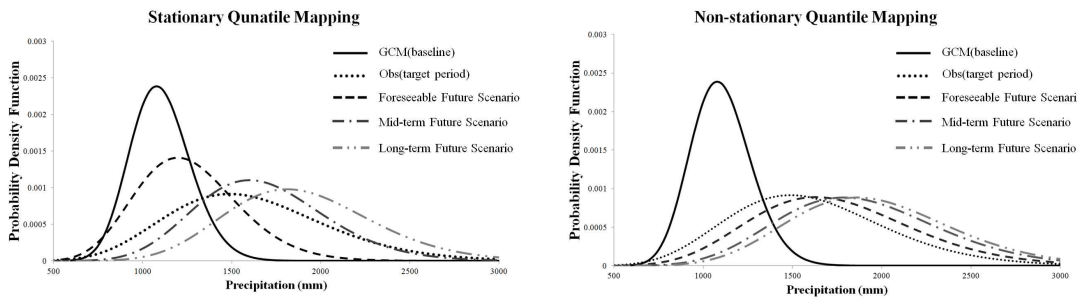 Stationary Qunatile Mapping
Probability Density Function
0.003
0.0025
0.002
0.0015
0.001
0.0005
0
500
1000
1500
2000
2500
3000
Precipitation (mm)
GCM(baseline)
Obs(target period)
Foreseeable Future Scenario
Mid-term Future Scenario
Long-term Future Scenario
Non-stationary Quantile Mapping
Probability Density Function
0.003
0.0025
0.002
0.0015
0.001
0.0005
0
500
1000
1500
2000
2500
3000
Precipitation (mm)
GCM(baseline)
Obs(target period)
Foreseeable Future Scenari
Mid-term Future Scenario
Long-term Future Scenario